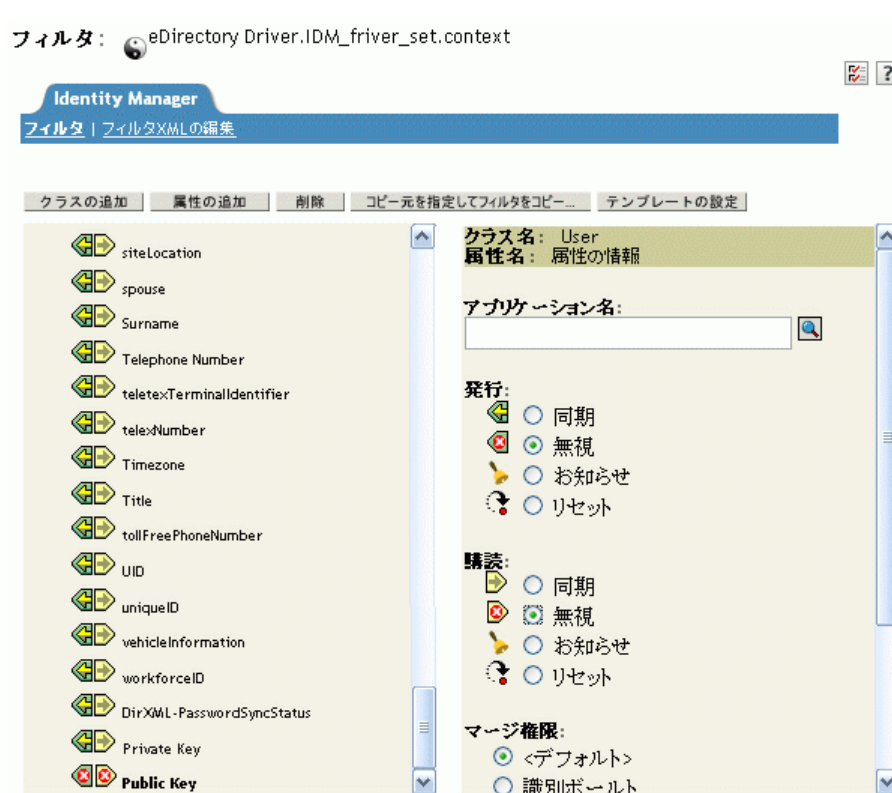 フィルタ: eDirectory Driver.IDM_friver_set.context
?
Identity Manager
フィルタ | フィルタXMLの編集
クラスの追加 属性の追加 削除 コピー元を指定してフィルタをコピー... テンプレートの設定
siteLocation
spouse
Surname
Telephone Number
teletexTerminalIdentifier
telexNumber
Timezone
Title
tollFreePhoneNumber
UID
uniqueID
vehicleInformation
workforceID
DirXML-PasswordSyncStatus
Private Key
Public Key
クラス名: User
属性名: 属性の情報
アプリケーション名:
発行:
同期
無視
お知らせ
リセット
購読:
同期
無視
お知らせ
リセット
マージ権限:
<デフォルト>
識別ボールト